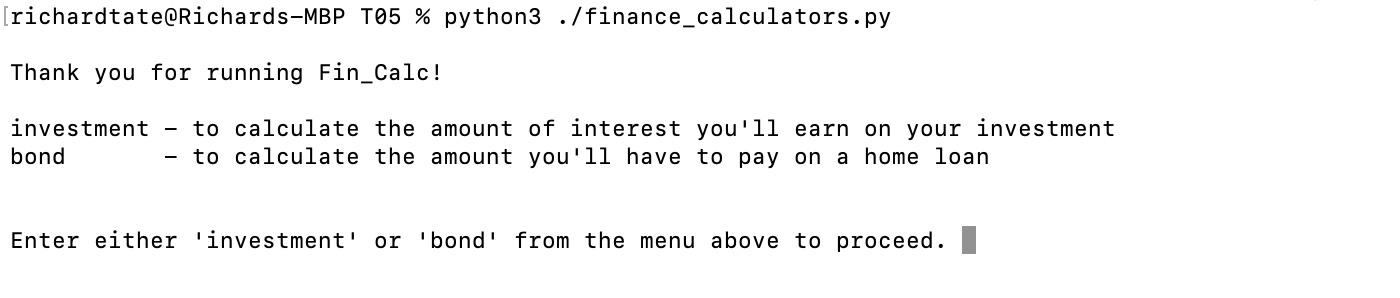 [richardtate@Richards-MBP T05 % python3 ./finance_calculators.py
Thank you for running Fin_Calc!
investment - to calculate the amount of interest you'll earn on your investment
bond       - to calculate the amount you'll have to pay on a home loan
Enter either 'investment' or 'bond' from the menu above to proceed.